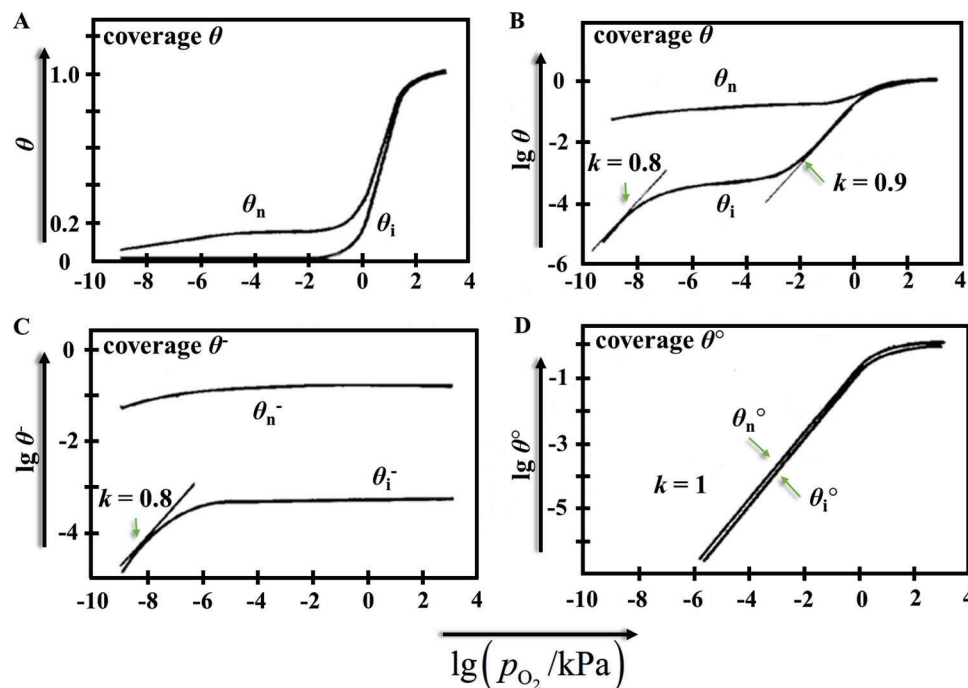 A
coverage θ
θ
1.0
0.2
0
θn
θi
-10 -8 -6 -4 -2 0 2 4
B
coverage θ
lg θ
0
-2
-4
-6
θn
k = 0.8
k = 0.9
θi
-10 -8 -6 -4 -2 0 2 4
C
coverage θ⁻
lg θ⁻
0
-2
-4
θn⁻
k = 0.8
θi⁻
-10 -8 -6 -4 -2 0 2 4
D
coverage θ°
lg θ°
-1
-3
-5
θn°
k = 1
θi°
-10 -8 -6 -4 -2 0 2 4
lg(pO₂/kPa)